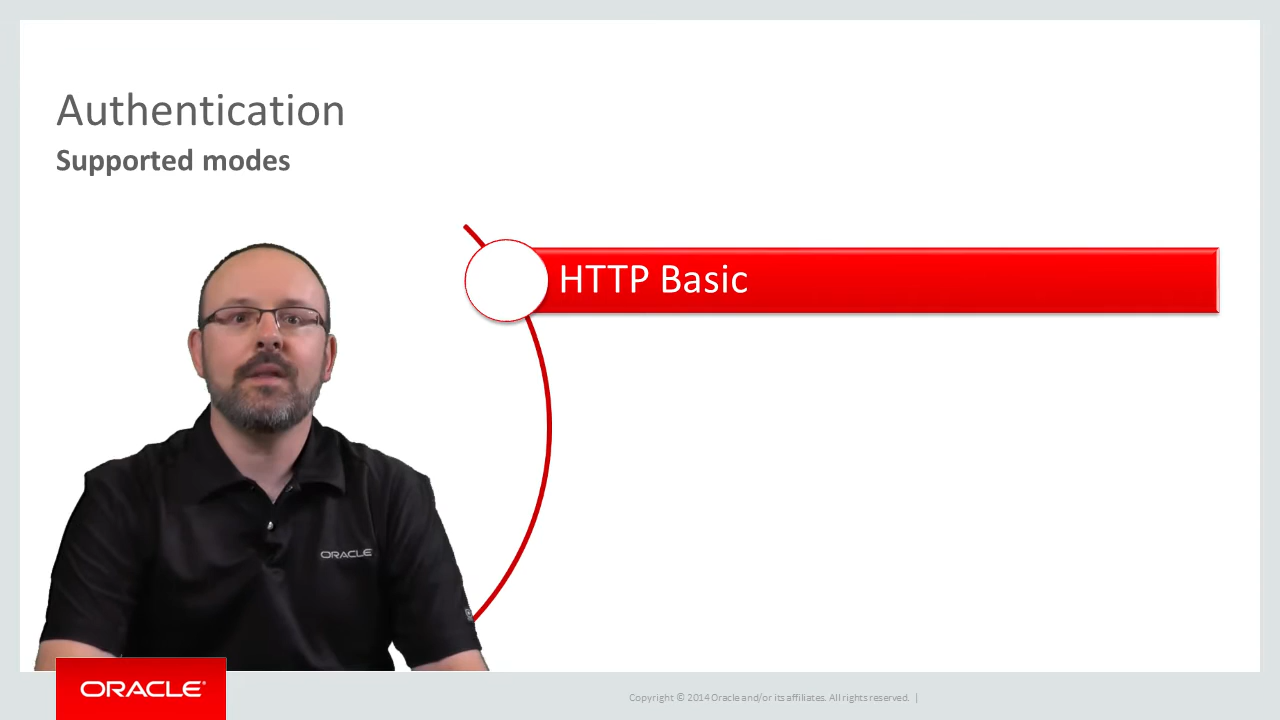 Authentication
Supported modes
HTTP Basic
ORACLE
ORACLE®
Copyright © 2014 Oracle and/or its affiliates. All rights reserved. |